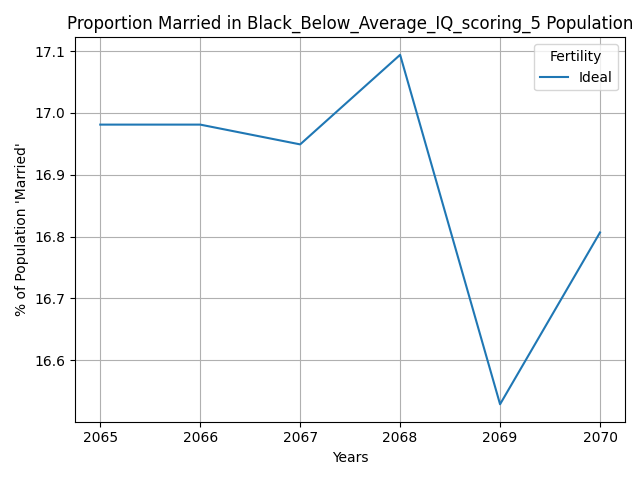 Proportion Married in Black_Below_Average_IQ_scoring_5 Population
Fertility
Ideal
17.1
17.0
16.9
16.8
16.7
16.6
% of Population 'Married'
2065 2066 2067 2068 2069 2070
Years